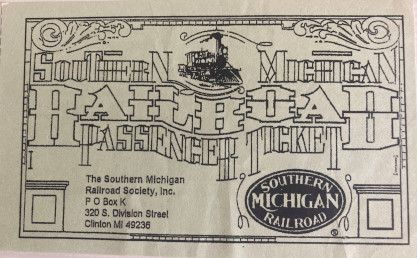 SOUTHERN MICHIGAN
RAILROAD
PASSENGER TICKET
The Southern Michigan
Railroad Society, Inc.
P O Box K
320 S. Division Street
Clinton MI 49236
SOUTHERN
MICHIGAN
RAILROAD